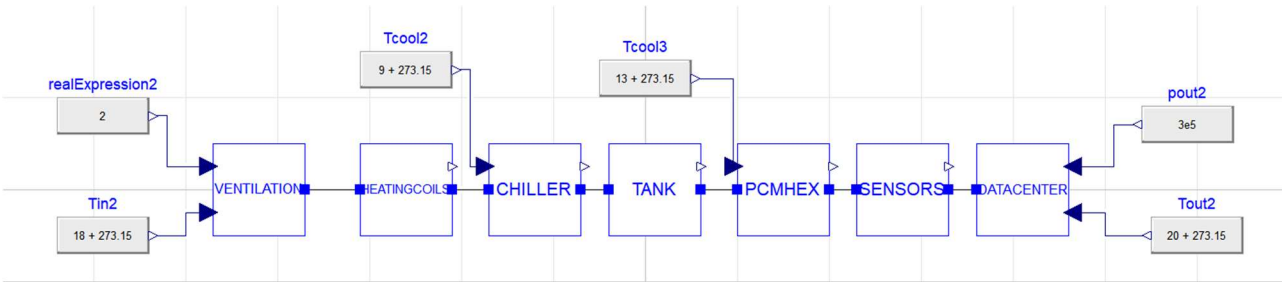 Tcool2
9 + 273.15
Tcool3
13 + 273.15
realExpression2
2
pout2
3e5
VENTILATION
HEATINGCOILS
CHILLER
TANK
PCMHEX
SENSORS
DATACENTER
Tin2
18 + 273.15
Tout2
20 + 273.15